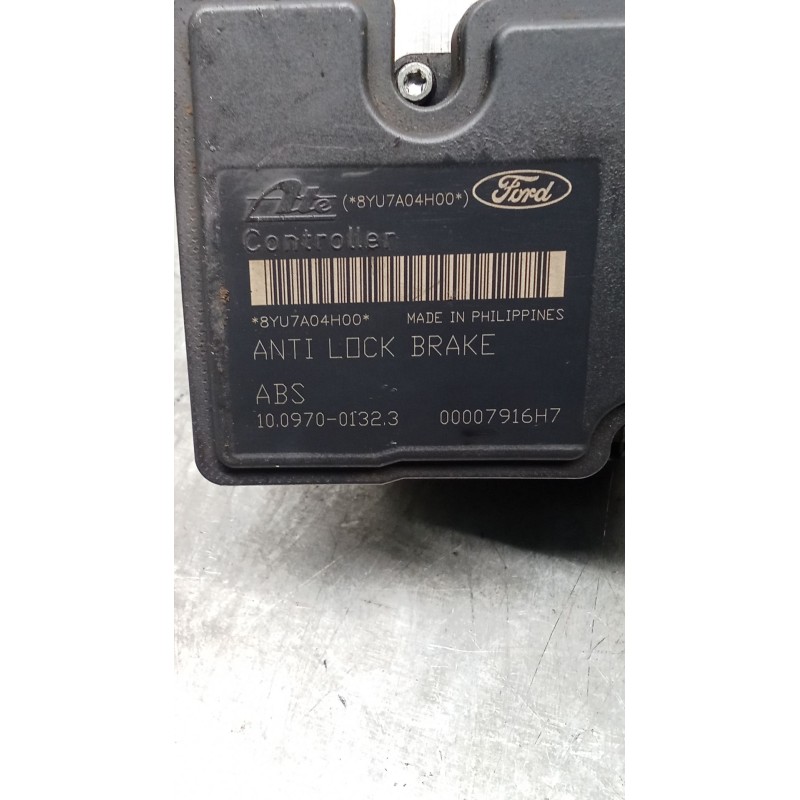 Ate (*8YU7A04H00*) Ford
Controller
*8YU7A04H00* MADE IN PHILIPPINES
ANTI LOCK BRAKE
ABS
10.0970-0132.3 00007916H7